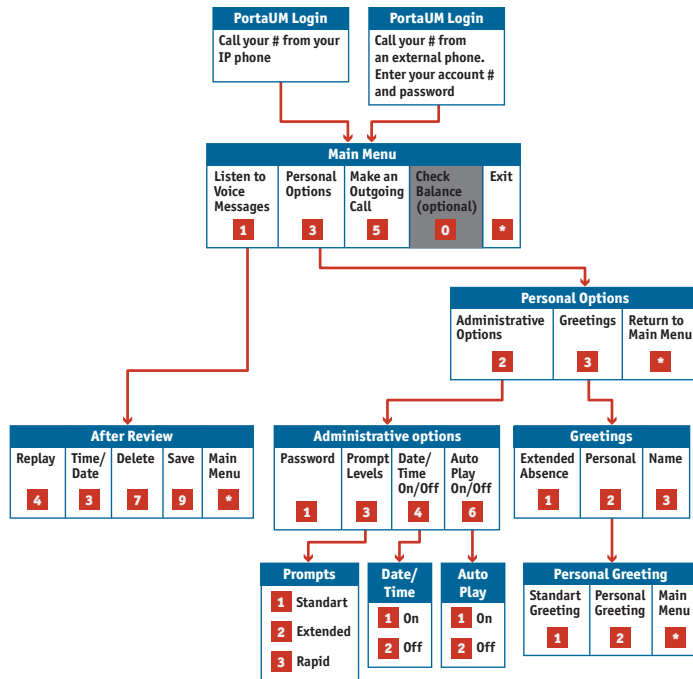 PortaUM Login
Call your # from your
IP phone
PortaUM Login
Call your # from
an external phone.
Enter your account #
and password
Main Menu
Listen to
Voice
Messages
1
Personal
Options
3
Make an
Outgoing
Call
5
Check
Balance
(optional)
0
Exit
*
Personal Options
Administrative
Options
2
Greetings
3
Return to
Main Menu
*
After Review
Replay
4
Time/
Date
3
Delete
7
Save
9
Main
Menu
*
Administrative options
Password
1
Prompt
Levels
3
Date/
Time
On/Off
4
Auto
Play
On/Off
6
Greetings
Extended
Absence
1
Personal
2
Name
3
Prompts
1 Standart
2 Extended
3 Rapid
Date/
Time
1 On
2 Off
Auto
Play
1 On
2 Off
Personal Greeting
Standart
Greeting
1
Personal
Greeting
2
Main
Menu
*